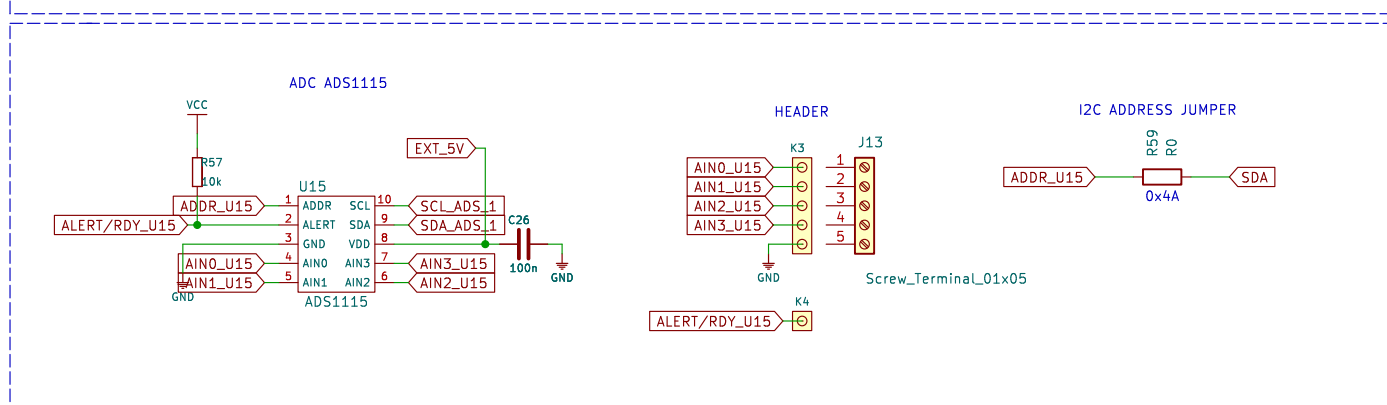 ADC ADS1115
VCC
R57
10k
EXT_5V
U15
ADDR_U15
ALERT/RDY_U15
AIN0_U15
AIN1_U15
GND
1 ADDR SCL 10
2 ALERT SDA 9
3 GND VDD 8
4 AIN0 AIN3 7
5 AIN1 AIN2 6
ADS1115
SCL_ADS_1
SDA_ADS_1
AIN3_U15
AIN2_U15
C26
100n
GND
HEADER
K3
AIN0_U15
AIN1_U15
AIN2_U15
AIN3_U15
GND
J13
1
2
3
4
5
Screw_Terminal_01x05
K4
ALERT/RDY_U15
I2C ADDRESS JUMPER
R59
R0
ADDR_U15
SDA
0x4A